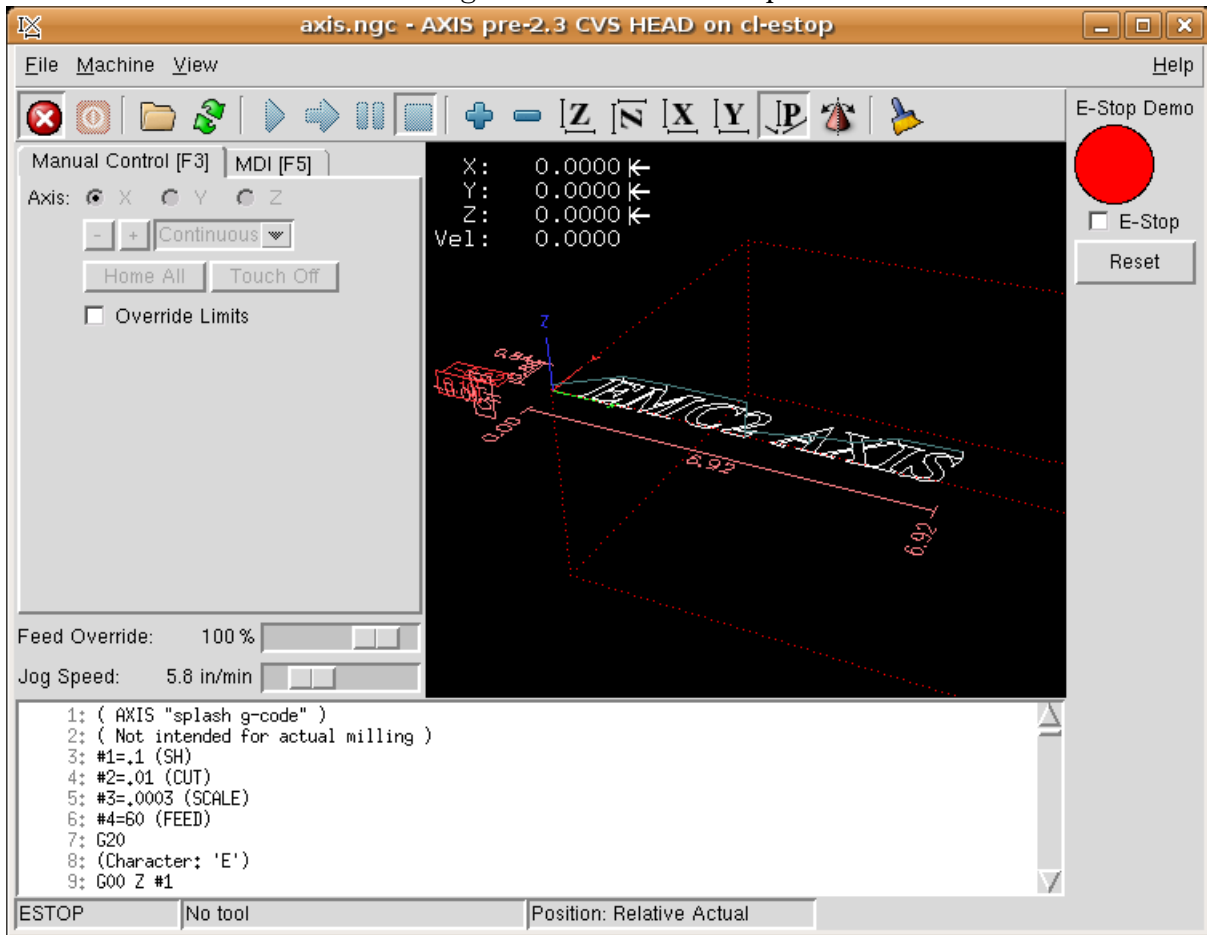 axis.ngc - AXIS pre-2.3 CVS HEAD on cl-estop
File Machine View Help
Z N X Y P
E-Stop Demo
Manual Control [F3] MDI [F5]
Axis: X Y Z
- + Continuous
Home All Touch Off
Override Limits
X: 0.0000
Y: 0.0000
Z: 0.0000
Vel: 0.0000
E-Stop
Reset
Z
EMC2 AXIS
0.00
6.92
6.92
Feed Override: 100 %
Jog Speed: 5.8 in/min
1: ( AXIS "splash g-code" )
2: ( Not intended for actual milling )
3: #1=.1 (SH)
4: #2=.01 (CUT)
5: #3=.0003 (SCALE)
6: #4=60 (FEED)
7: G20
8: (Character: 'E')
9: G00 Z #1
ESTOP No tool Position: Relative Actual